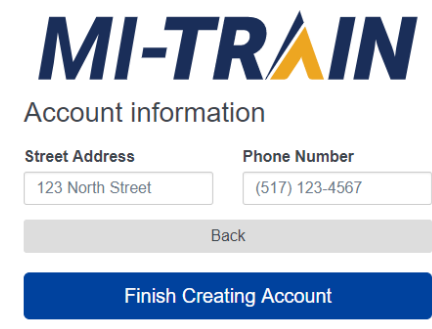 MI-TRAIN
Account information
Street Address Phone Number
123 North Street (517) 123-4567
Back
Finish Creating Account